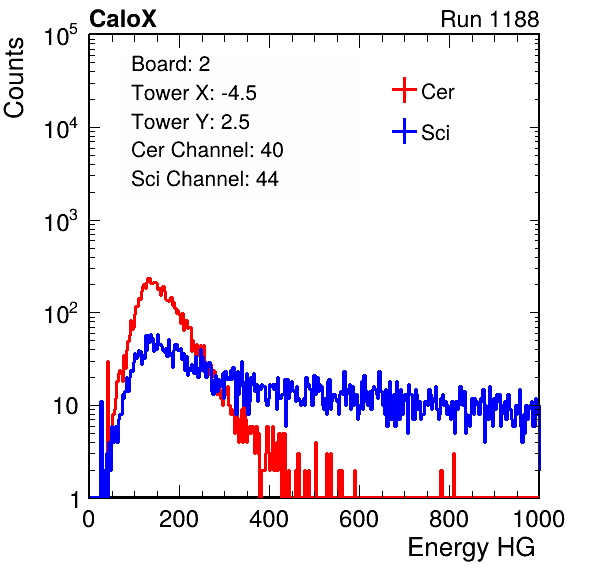 CaloX Run 1188
Counts
10^5
10^4
10^3
10^2
10
1
Board: 2
Tower X: -4.5
Tower Y: 2.5
Cer Channel: 40
Sci Channel: 44
Cer
Sci
0 200 400 600 800 1000
Energy HG